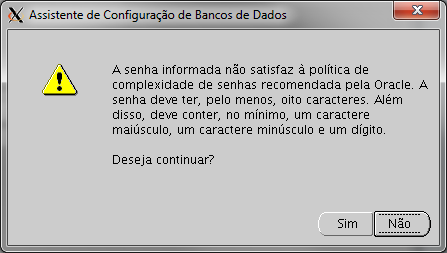 Assistente de Configuração de Bancos de Dados
A senha informada não satisfaz à política de
complexidade de senhas recomendada pela Oracle. A
senha deve ter, pelo menos, oito caracteres. Além
disso, deve conter, no mínimo, um caractere
maiúsculo, um caractere minúsculo e um dígito.
Deseja continuar?
Sim
Não